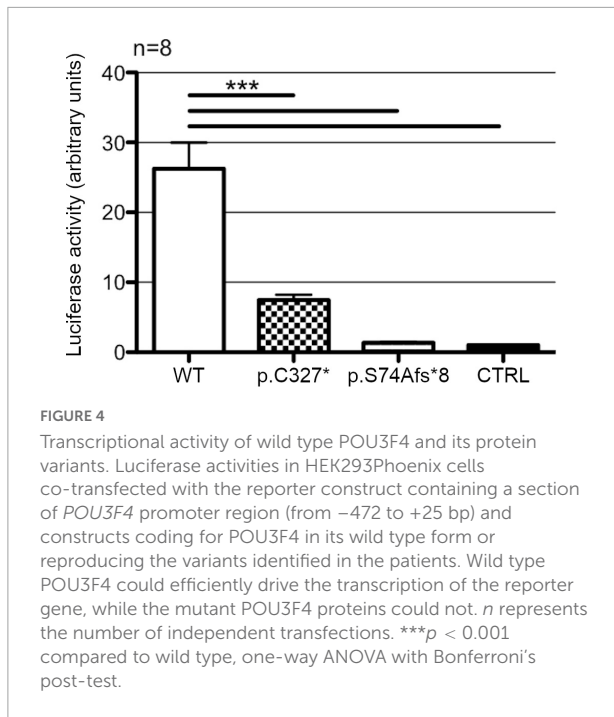 n=8
***
Luciferase activity (arbitrary units)
40
30
20
10
0
WT p.C327* p.S74Afs*8 CTRL
FIGURE 4
Transcriptional activity of wild type POU3F4 and its protein
variants. Luciferase activities in HEK293Phoenix cells
co-transfected with the reporter construct containing a section
of POU3F4 promoter region (from −472 to +25 bp) and
constructs coding for POU3F4 in its wild type form or
reproducing the variants identified in the patients. Wild type
POU3F4 could efficiently drive the transcription of the reporter
gene, while the mutant POU3F4 proteins could not. n represents
the number of independent transfections. ***p < 0.001
compared to wild type, one-way ANOVA with Bonferroni’s
post-test.